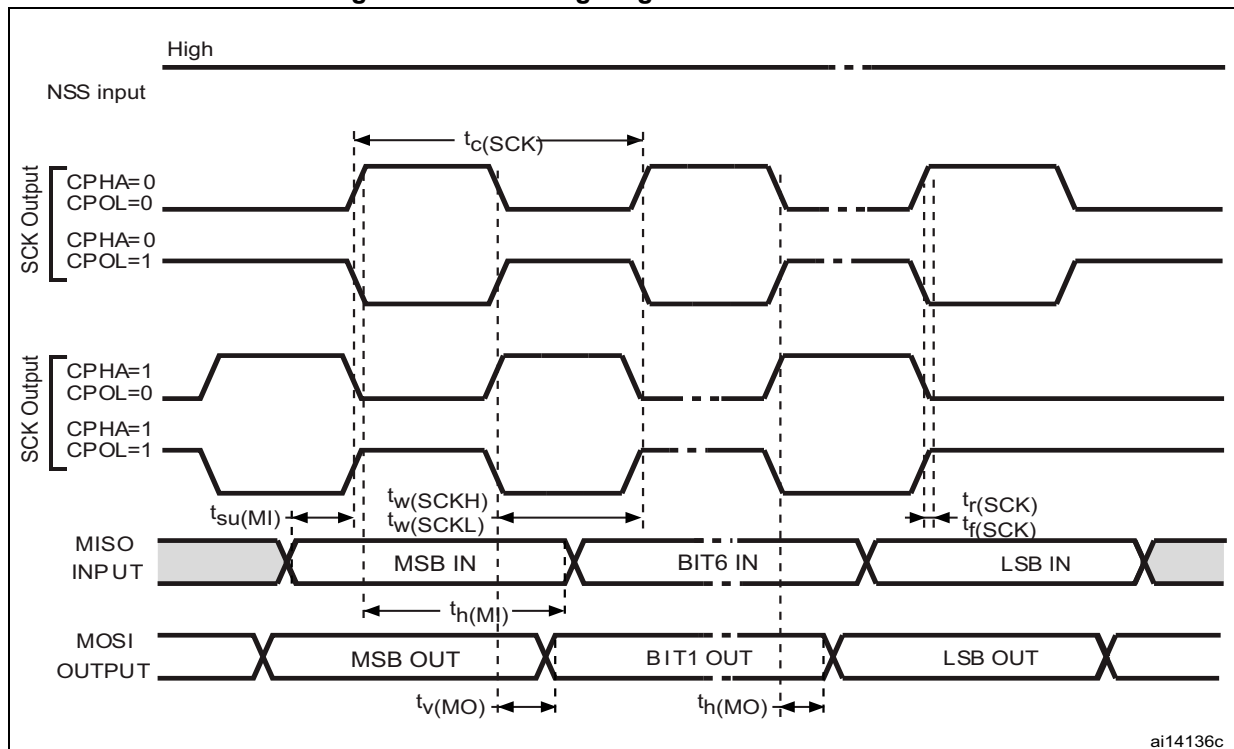 High
NSS input
tc(SCK)
SCK Output
CPHA=0
CPOL=0
CPHA=0
CPOL=1
SCK Output
CPHA=1
CPOL=0
CPHA=1
CPOL=1
tsu(MI)
tw(SCKH)
tw(SCKL)
tr(SCK)
tf(SCK)
MISO
INPUT
MSB IN
BIT6 IN
LSB IN
th(MI)
MOSI
OUTPUT
MSB OUT
BIT1 OUT
LSB OUT
tv(MO)
th(MO)
ai14136c